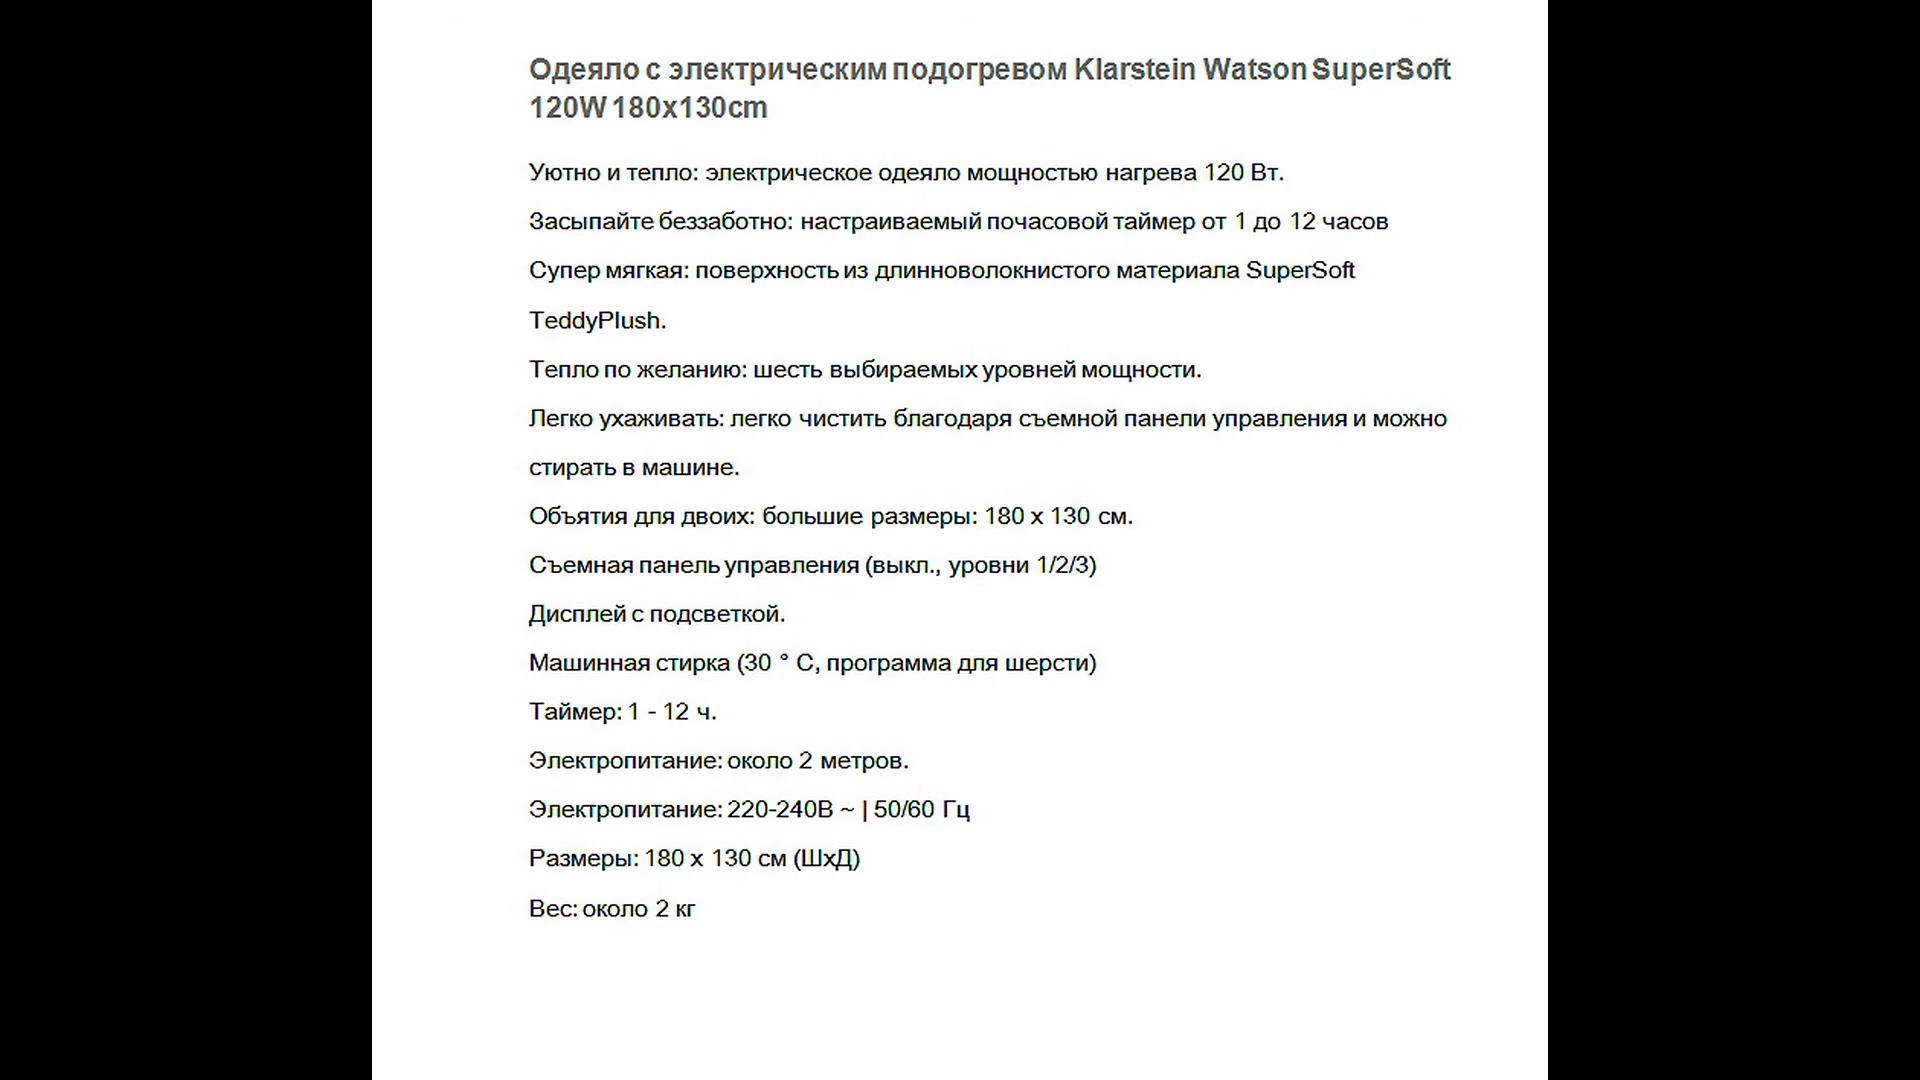 Одеяло с электрическим подогревом Klarstein Watson SuperSoft
120W 180x130cm
Уютно и тепло: электрическое одеяло мощностью нагрева 120 Вт.
Засыпайте беззаботно: настраиваемый почасовой таймер от 1 до 12 часов
Супер мягкая: поверхность из длинноволокнистого материала SuperSoft
TeddyPlush.
Тепло по желанию: шесть выбираемых уровней мощности.
Легко ухаживать: легко чистить благодаря съемной панели управления и можно
стирать в машине.
Объятия для двоих: большие размеры: 180 x 130 см.
Съемная панель управления (выкл., уровни 1/2/3)
Дисплей с подсветкой.
Машинная стирка (30 ° C, программа для шерсти)
Таймер: 1 - 12 ч.
Электропитание: около 2 метров.
Электропитание: 220-240В ~ | 50/60 Гц
Размеры: 180 x 130 см (ШхД)
Вес: около 2 кг